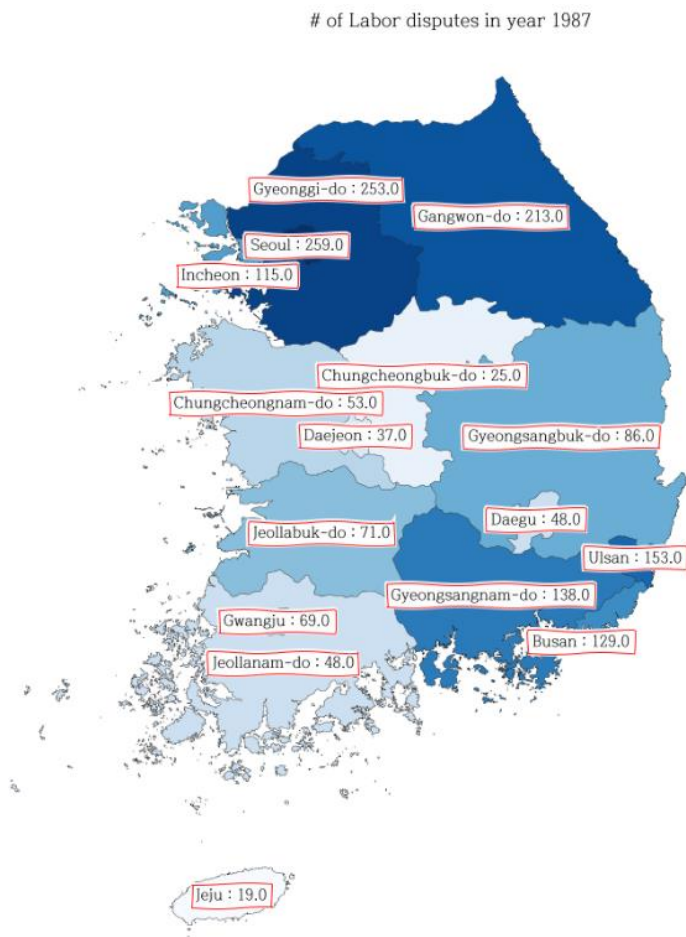 # of Labor disputes in year 1987
Gyeonggi-do : 253.0
Gangwon-do : 213.0
Seoul : 259.0
Incheon : 115.0
Chungcheongbuk-do : 25.0
Chungcheongnam-do : 53.0
Daejeon : 37.0
Gyeongsangbuk-do : 86.0
Daegu : 48.0
Jeollabuk-do : 71.0
Ulsan : 153.0
Gyeongsangnam-do : 138.0
Gwangju : 69.0
Busan : 129.0
Jeollanam-do : 48.0
Jeju : 19.0